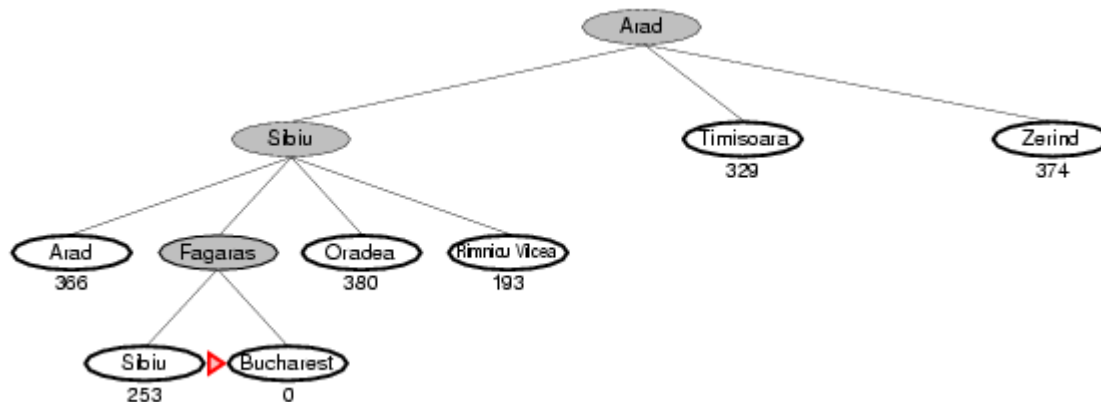 Arad
Sibiu
Timisoara
Zerind
329
374
Arad
Fagaras
Oradea
Rimnicu Vilcea
366
380
193
Sibiu
Bucharest
253
0